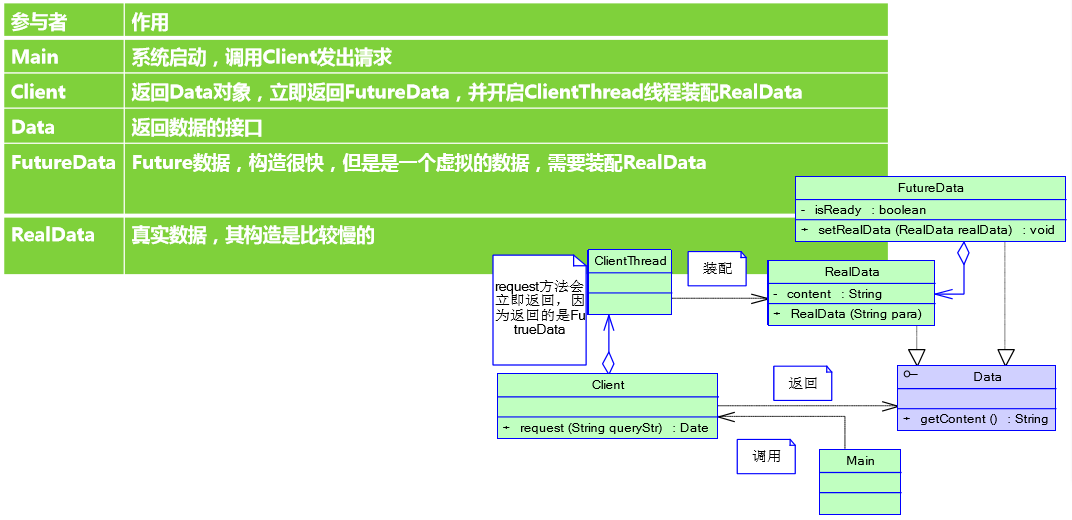 参与者 作用
Main 系统启动，调用Client发出请求
Client 返回Data对象，立即返回FutureData，并开启ClientThread线程装配RealData
Data 返回数据的接口
FutureData Future数据，构造很快，但是是一个虚拟的数据，需要装配RealData
RealData 真实数据，其构造是比较慢的
FutureData
- isReady : boolean
+ setRealData (RealData realData) : void
ClientThread
装配
RealData
- content : String
+ RealData (String para)
request方法会
立即返回，因
为返回的是Fu
trueData
Client
+ request (String queryStr) : Date
返回
Data
+ getContent () : String
调用
Main